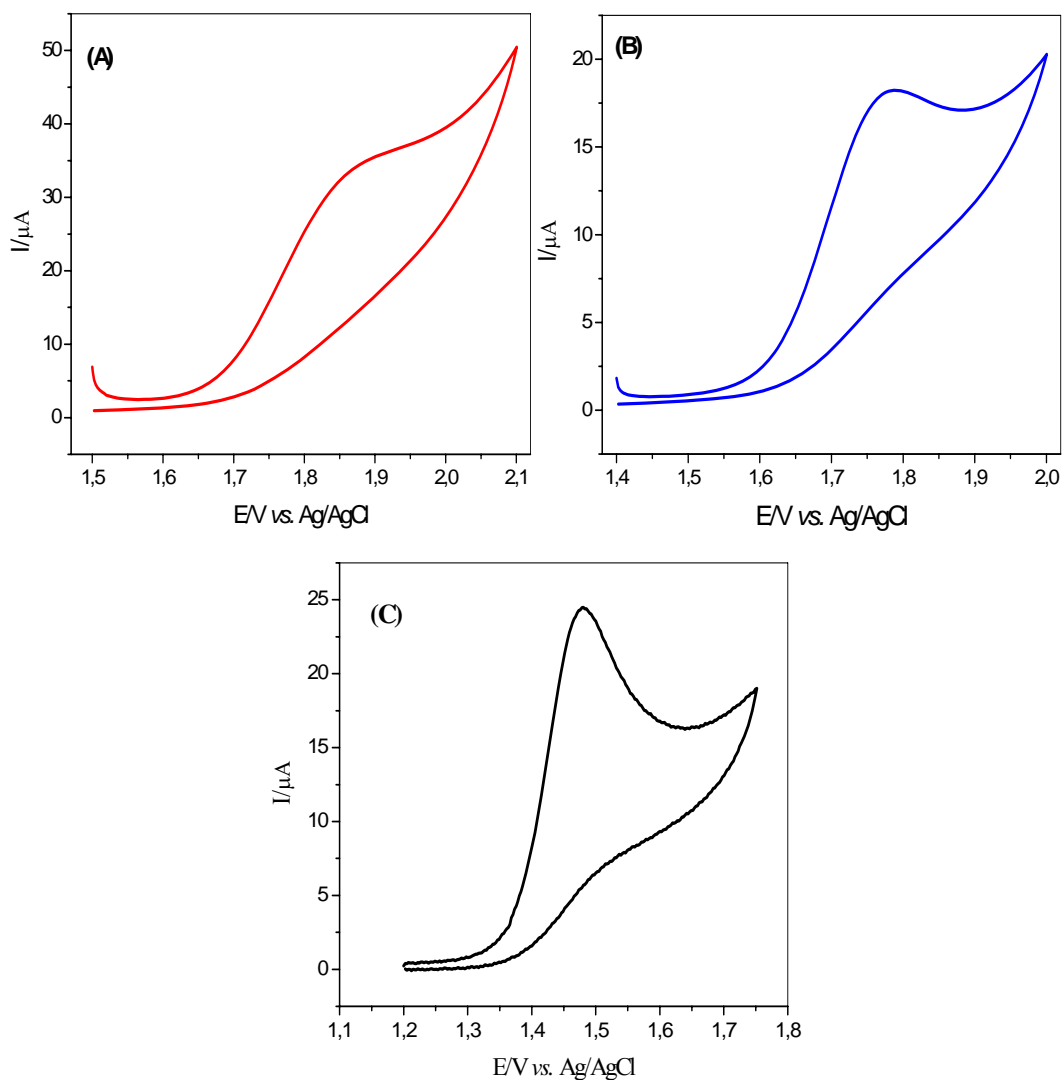 (A)
50
40
30
20
10
0
I/μA
1,5 1,6 1,7 1,8 1,9 2,0 2,1
E/V vs. Ag/AgCl
(B)
20
15
10
5
0
I/μA
1,4 1,5 1,6 1,7 1,8 1,9 2,0
E/V vs. Ag/AgCl
(C)
25
20
15
10
5
0
I/μA
1,1 1,2 1,3 1,4 1,5 1,6 1,7 1,8
E/V vs. Ag/AgCl